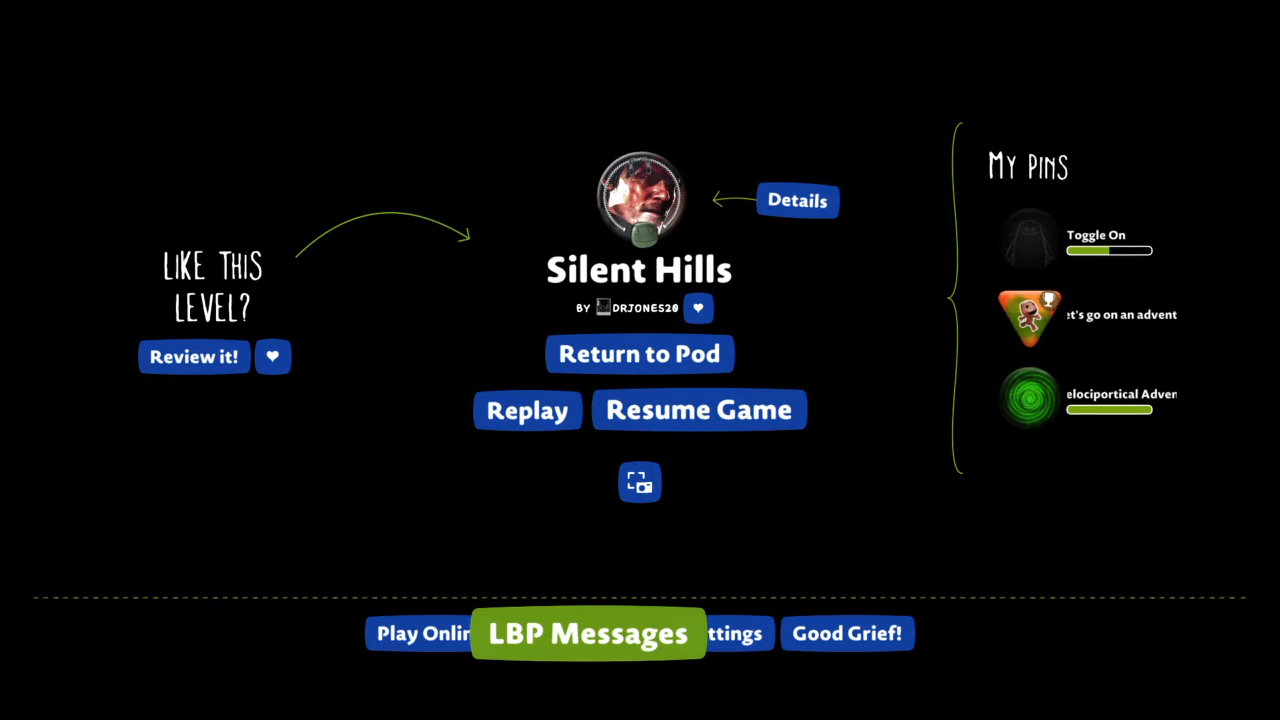 LIKE THIS
LEVEL?
Review it!
Details
Silent Hills
BY DRJONES20
Return to Pod
Replay
Resume Game
MY PINS
Toggle On
et's go on an advent
elociportical Adven
Play Onlin
LBP Messages
ttings
Good Grief!